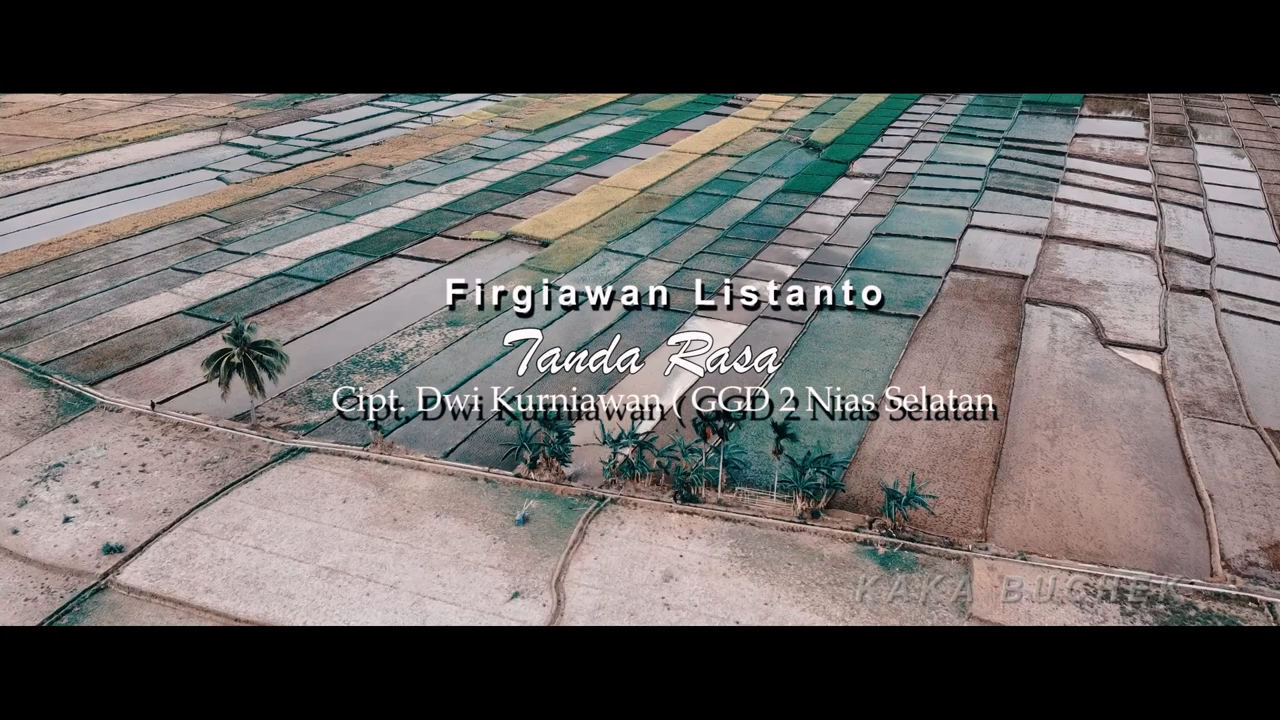 Firgiawan Listanto
Tanda Rasa
Cipt. Dwi Kurniawan ( GGD 2 Nias Selatan
KAKA BUCHEK